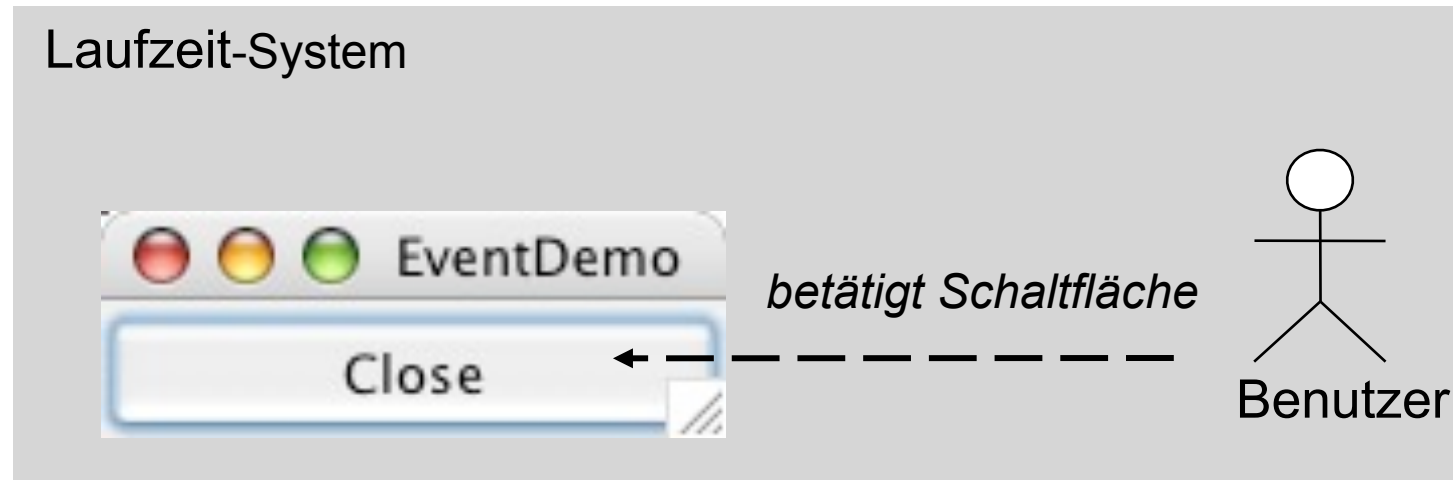 Laufzeit-System
EventDemo
betätigt Schaltfläche
Close
Benutzer